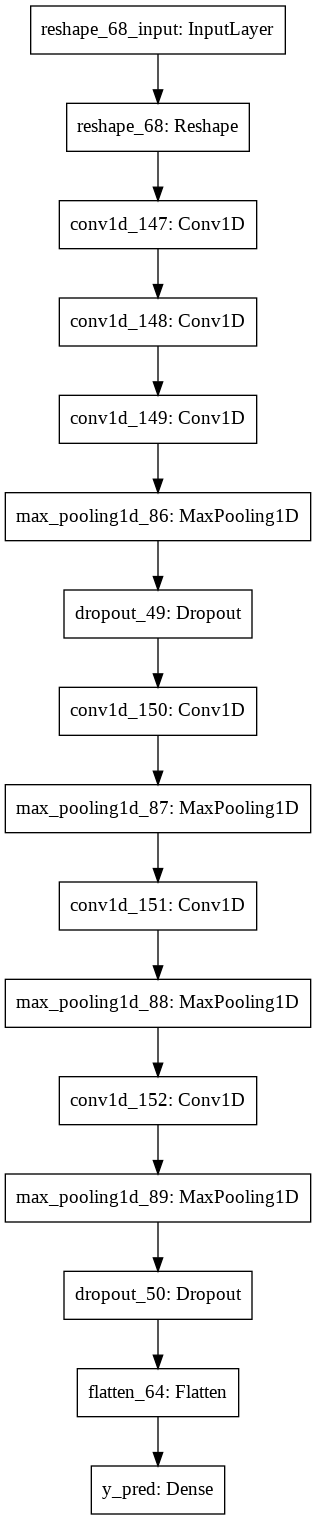 reshape_68_input: InputLayer
reshape_68: Reshape
conv1d_147: Conv1D
conv1d_148: Conv1D
conv1d_149: Conv1D
max_pooling1d_86: MaxPooling1D
dropout_49: Dropout
conv1d_150: Conv1D
max_pooling1d_87: MaxPooling1D
conv1d_151: Conv1D
max_pooling1d_88: MaxPooling1D
conv1d_152: Conv1D
max_pooling1d_89: MaxPooling1D
dropout_50: Dropout
flatten_64: Flatten
y_pred: Dense